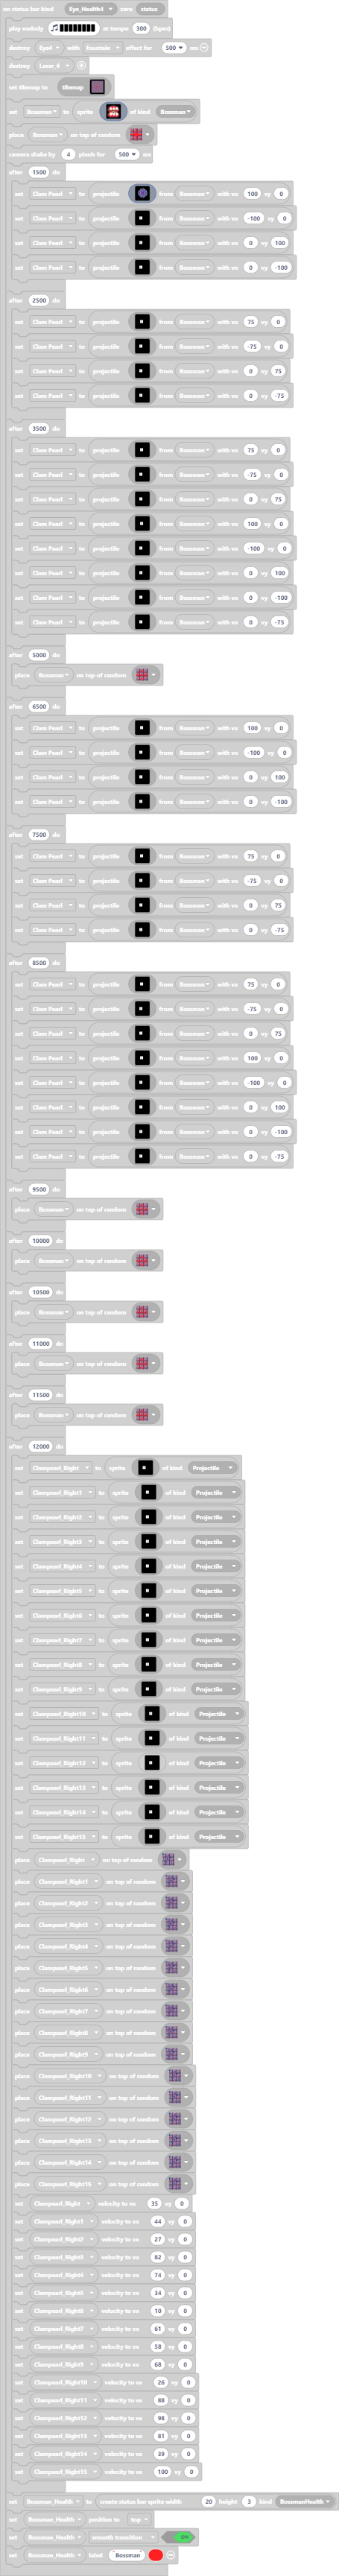 on status bar kind Eye_Health4 zero status
play melody at tempo 300 (bpm)
destroy Eye4 with fountain effect for 500 ms
destroy Lever_4
set tilemap to tilemap
set Bossman to sprite of kind Bossman
place Bossman on top of random
camera shake by 4 pixels for 500 ms
after 1500 do
set Clam Pearl to projectile from Bossman with vx 100 vy 0
set Clam Pearl to projectile from Bossman with vx -100 vy 0
set Clam Pearl to projectile from Bossman with vx 0 vy 100
set Clam Pearl to projectile from Bossman with vx 0 vy -100
after 2500 do
set Clam Pearl to projectile from Bossman with vx 75 vy 0
set Clam Pearl to projectile from Bossman with vx -75 vy 0
set Clam Pearl to projectile from Bossman with vx 0 vy 75
set Clam Pearl to projectile from Bossman with vx 0 vy -75
after 3500 do
set Clam Pearl to projectile from Bossman with vx 75 vy 0
set Clam Pearl to projectile from Bossman with vx -75 vy 0
set Clam Pearl to projectile from Bossman with vx 0 vy 75
set Clam Pearl to projectile from Bossman with vx 100 vy 0
set Clam Pearl to projectile from Bossman with vx -100 vy 0
set Clam Pearl to projectile from Bossman with vx 0 vy 100
set Clam Pearl to projectile from Bossman with vx 0 vy -100
set Clam Pearl to projectile from Bossman with vx 0 vy -75
after 5000 do
place Bossman on top of random
after 6500 do
set Clam Pearl to projectile from Bossman with vx 100 vy 0
set Clam Pearl to projectile from Bossman with vx -100 vy 0
set Clam Pearl to projectile from Bossman with vx 0 vy 100
set Clam Pearl to projectile from Bossman with vx 0 vy -100
after 7500 do
set Clam Pearl to projectile from Bossman with vx 75 vy 0
set Clam Pearl to projectile from Bossman with vx -75 vy 0
set Clam Pearl to projectile from Bossman with vx 0 vy 75
set Clam Pearl to projectile from Bossman with vx 0 vy -75
after 8500 do
set Clam Pearl to projectile from Bossman with vx 75 vy 0
set Clam Pearl to projectile from Bossman with vx -75 vy 0
set Clam Pearl to projectile from Bossman with vx 0 vy 75
set Clam Pearl to projectile from Bossman with vx 100 vy 0
set Clam Pearl to projectile from Bossman with vx -100 vy 0
set Clam Pearl to projectile from Bossman with vx 0 vy 100
set Clam Pearl to projectile from Bossman with vx 0 vy -100
set Clam Pearl to projectile from Bossman with vx 0 vy -75
after 9500 do
place Bossman on top of random
after 10000 do
place Bossman on top of random
after 10500 do
place Bossman on top of random
after 11000 do
place Bossman on top of random
after 11500 do
place Bossman on top of random
after 12000 do
set Clampearl_Right to sprite of kind Projectile
set Clampearl_Right1 to sprite of kind Projectile
set Clampearl_Right2 to sprite of kind Projectile
set Clampearl_Right3 to sprite of kind Projectile
set Clampearl_Right4 to sprite of kind Projectile
set Clampearl_Right5 to sprite of kind Projectile
set Clampearl_Right6 to sprite of kind Projectile
set Clampearl_Right7 to sprite of kind Projectile
set Clampearl_Right8 to sprite of kind Projectile
set Clampearl_Right9 to sprite of kind Projectile
set Clampearl_Right10 to sprite of kind Projectile
set Clampearl_Right11 to sprite of kind Projectile
set Clampearl_Right12 to sprite of kind Projectile
set Clampearl_Right13 to sprite of kind Projectile
set Clampearl_Right14 to sprite of kind Projectile
set Clampearl_Right15 to sprite of kind Projectile
place Clampearl_Right on top of random
place Clampearl_Right1 on top of random
place Clampearl_Right2 on top of random
place Clampearl_Right3 on top of random
place Clampearl_Right4 on top of random
place Clampearl_Right5 on top of random
place Clampearl_Right6 on top of random
place Clampearl_Right7 on top of random
place Clampearl_Right8 on top of random
place Clampearl_Right9 on top of random
place Clampearl_Right10 on top of random
place Clampearl_Right11 on top of random
place Clampearl_Right12 on top of random
place Clampearl_Right13 on top of random
place Clampearl_Right14 on top of random
place Clampearl_Right15 on top of random
set Clampearl_Right velocity to vx 35 vy 0
set Clampearl_Right1 velocity to vx 44 vy 0
set Clampearl_Right2 velocity to vx 27 vy 0
set Clampearl_Right3 velocity to vx 82 vy 0
set Clampearl_Right4 velocity to vx 74 vy 0
set Clampearl_Right5 velocity to vx 34 vy 0
set Clampearl_Right6 velocity to vx 10 vy 0
set Clampearl_Right7 velocity to vx 61 vy 0
set Clampearl_Right8 velocity to vx 58 vy 0
set Clampearl_Right9 velocity to vx 68 vy 0
set Clampearl_Right10 velocity to vx 26 vy 0
set Clampearl_Right11 velocity to vx 88 vy 0
set Clampearl_Right12 velocity to vx 98 vy 0
set Clampearl_Right13 velocity to vx 81 vy 0
set Clampearl_Right14 velocity to vx 39 vy 0
set Clampearl_Right15 velocity to vx 100 vy 0
set Bossman_Health to create status bar sprite width 20 height 3 kind BossmanHealth
set Bossman_Health position to top
set Bossman_Health smooth transition ON
set Bossman_Health label "Bossman"